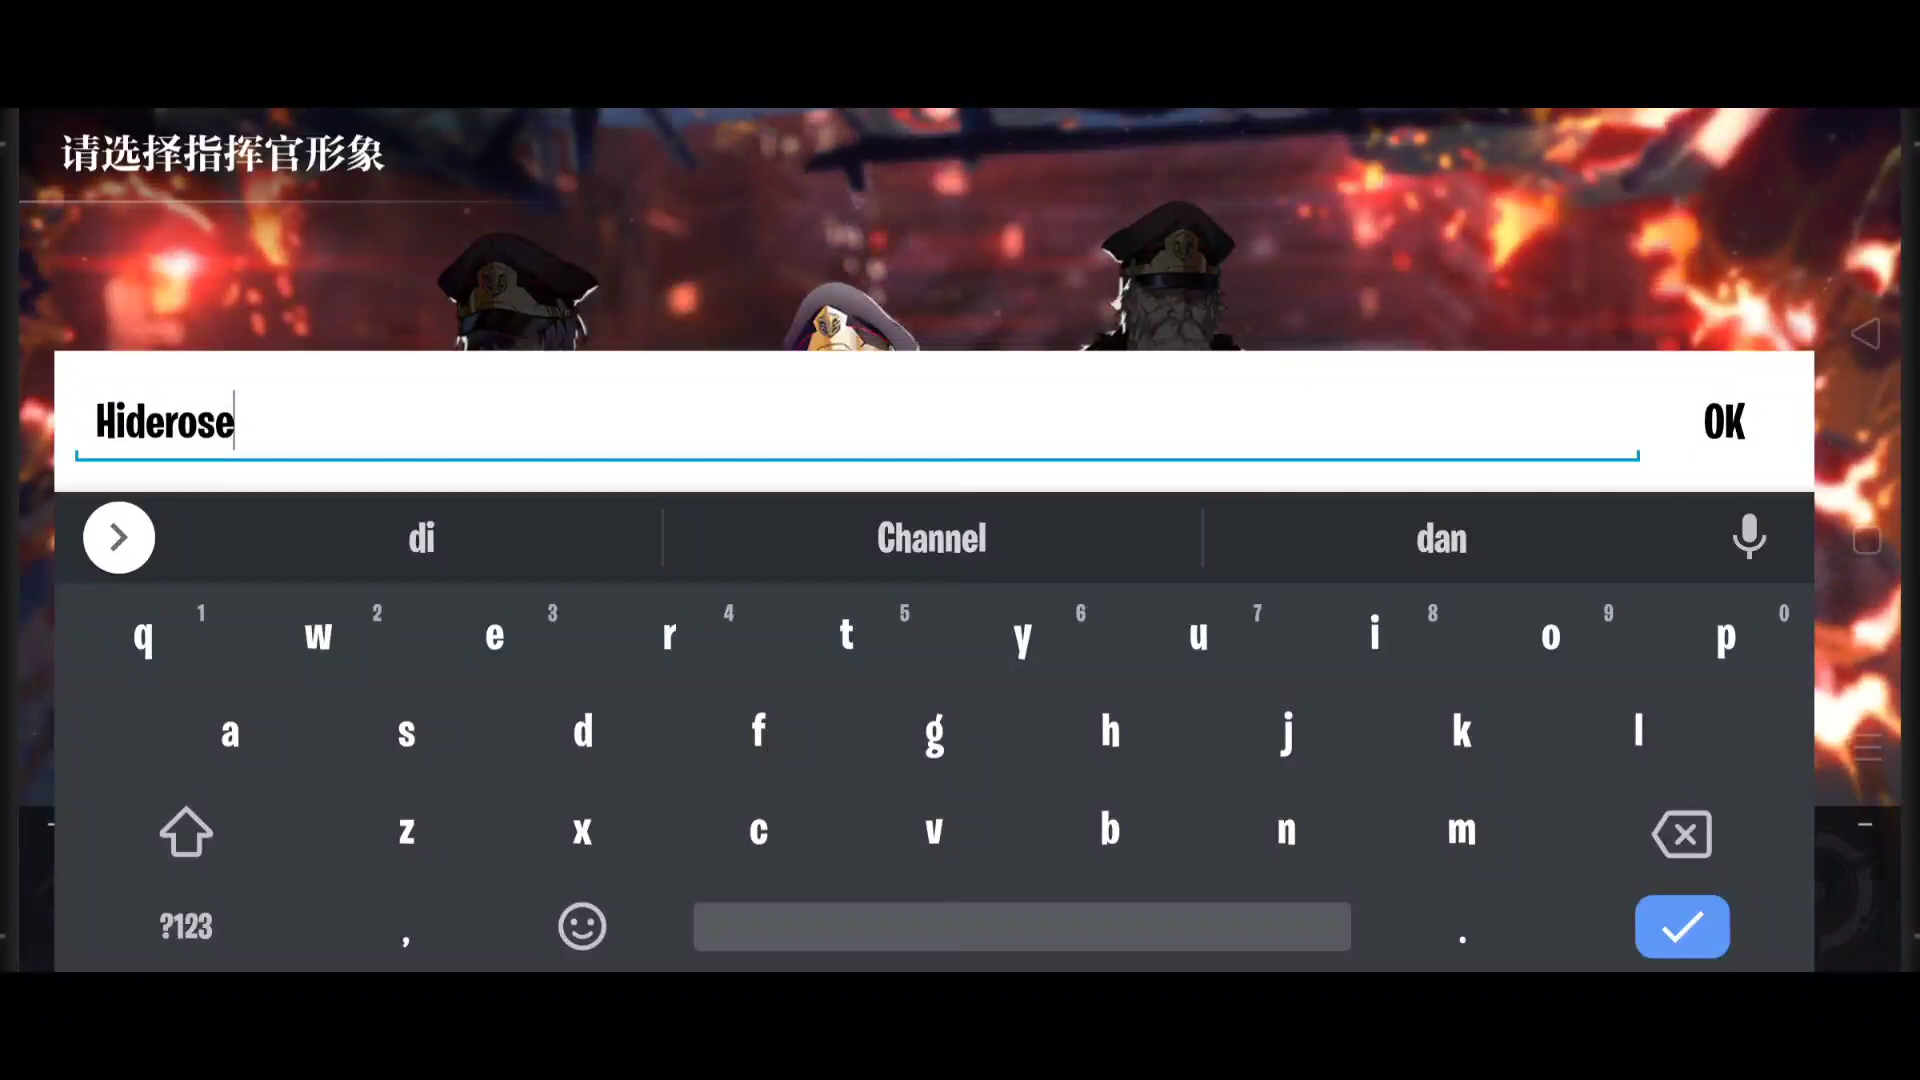 请选择指挥官形象
Hiderose OK
di Channel dan
q 1 w 2 e 3 r 4 t 5 y 6 u 7 i 8 o 9 p 0
a s d f g h j k l
z x c v b n m
?123 , .